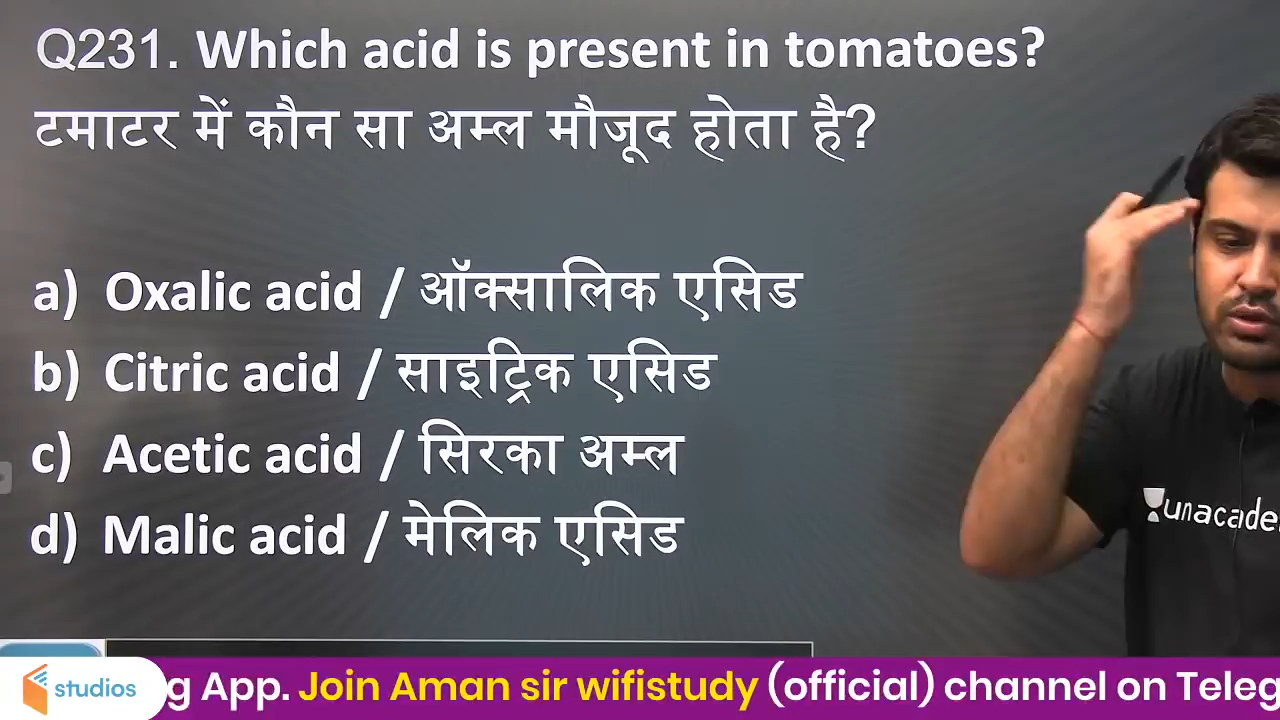 Q231. Which acid is present in tomatoes?
टमाटर में कौन सा अम्ल मौजूद होता है?
a) Oxalic acid / ऑक्सालिक एसिड
b) Citric acid / साइट्रिक एसिड
c) Acetic acid / सिरका अम्ल
d) Malic acid / मेलिक एसिड
unacade
studios
g App. Join Aman sir wifistudy (official) channel on Teleg